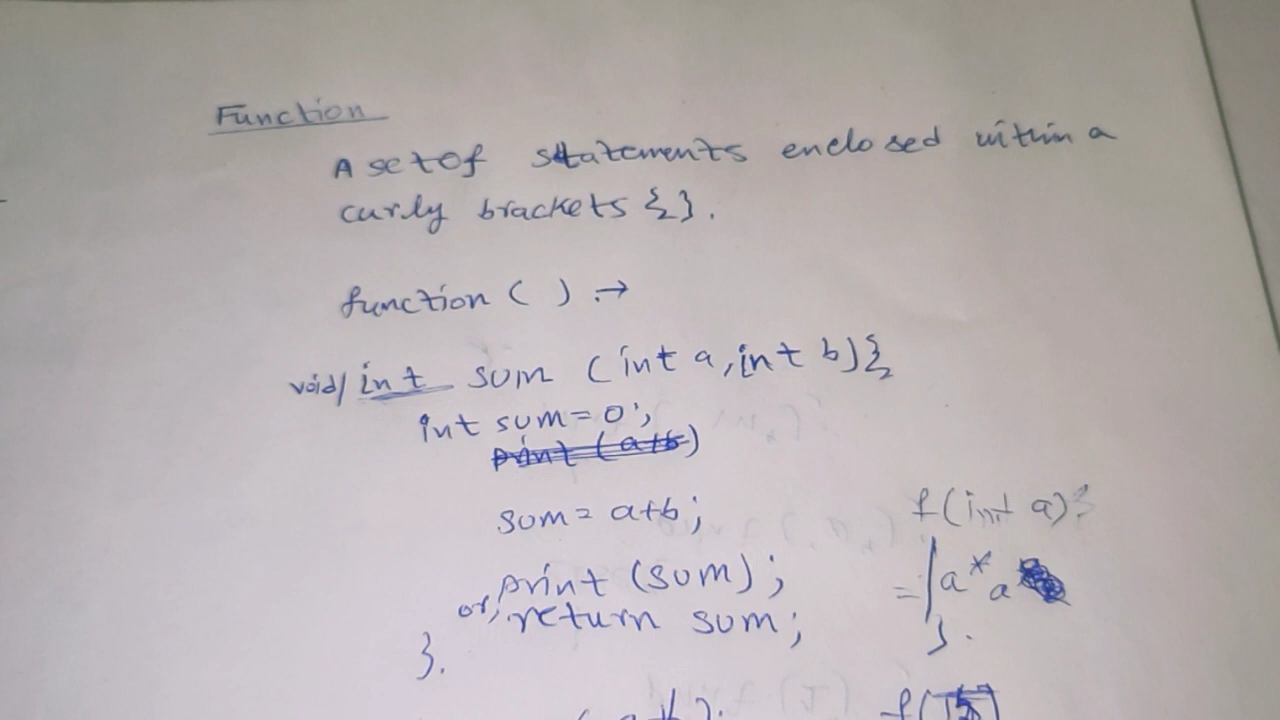 Function
A set of statements enclosed within a
curly brackets {}.
function ( ) . →
void/ int sum (int a, int b) {
int sum = 0;
print (a+b)
sum = a+b;
print (sum);
or, return sum;
}.
f(int a) {
= a * a
}.